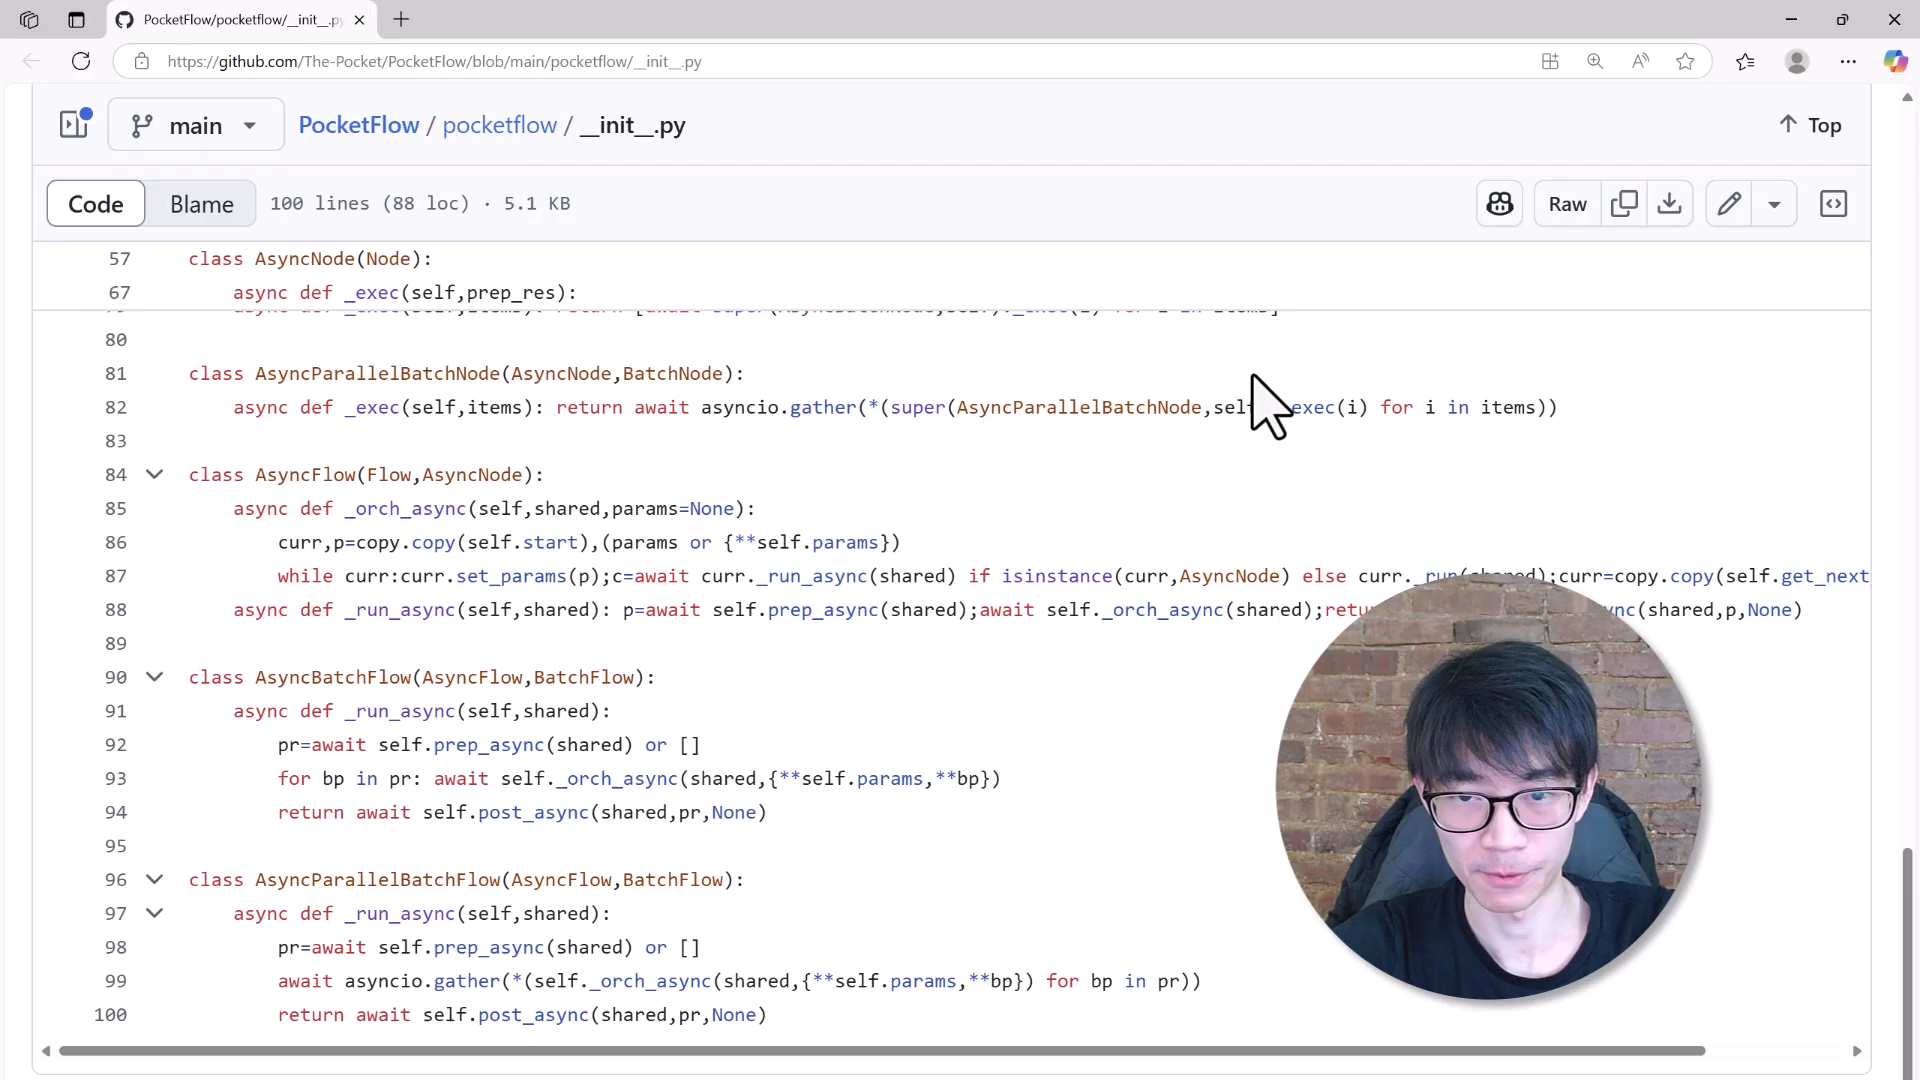 PocketFlow/pocketflow/__init__.py
https://github.com/The-Pocket/PocketFlow/blob/main/pocketflow/__init__.py
main PocketFlow / pocketflow / __init__.py Top
Code Blame 100 lines (88 loc) · 5.1 KB Raw
57 class AsyncNode(Node):
67 async def _exec(self,prep_res):
80
81 class AsyncParallelBatchNode(AsyncNode,BatchNode):
82 async def _exec(self,items): return await asyncio.gather(*(super(AsyncParallelBatchNode,self exec(i) for i in items))
83
84 class AsyncFlow(Flow,AsyncNode):
85 async def _orch_async(self,shared,params=None):
86 curr,p=copy.copy(self.start),(params or {**self.params})
87 while curr:curr.set_params(p);c=await curr._run_async(shared) if isinstance(curr,AsyncNode) else curr._run(shared);curr=copy.copy(self.get_next
88 async def _run_async(self,shared): p=await self.prep_async(shared);await self._orch_async(shared);retu nc(shared,p,None)
89
90 class AsyncBatchFlow(AsyncFlow,BatchFlow):
91 async def _run_async(self,shared):
92 pr=await self.prep_async(shared) or []
93 for bp in pr: await self._orch_async(shared,{**self.params,**bp})
94 return await self.post_async(shared,pr,None)
95
96 class AsyncParallelBatchFlow(AsyncFlow,BatchFlow):
97 async def _run_async(self,shared):
98 pr=await self.prep_async(shared) or []
99 await asyncio.gather(*(self._orch_async(shared,{**self.params,**bp}) for bp in pr))
100 return await self.post_async(shared,pr,None)